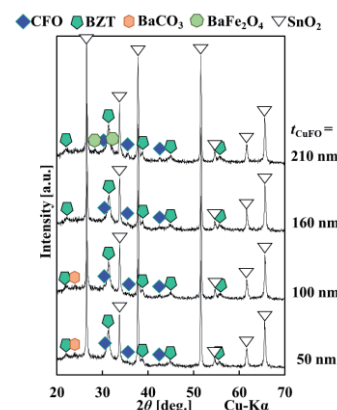 CFO BZT BaCO₃ BaFe₂O₄ SnO₂
t_CuFO =
210 nm
160 nm
100 nm
50 nm
Intensity [a.u.]
20 30 40 50 60 70
2θ [deg.] Cu-Kα